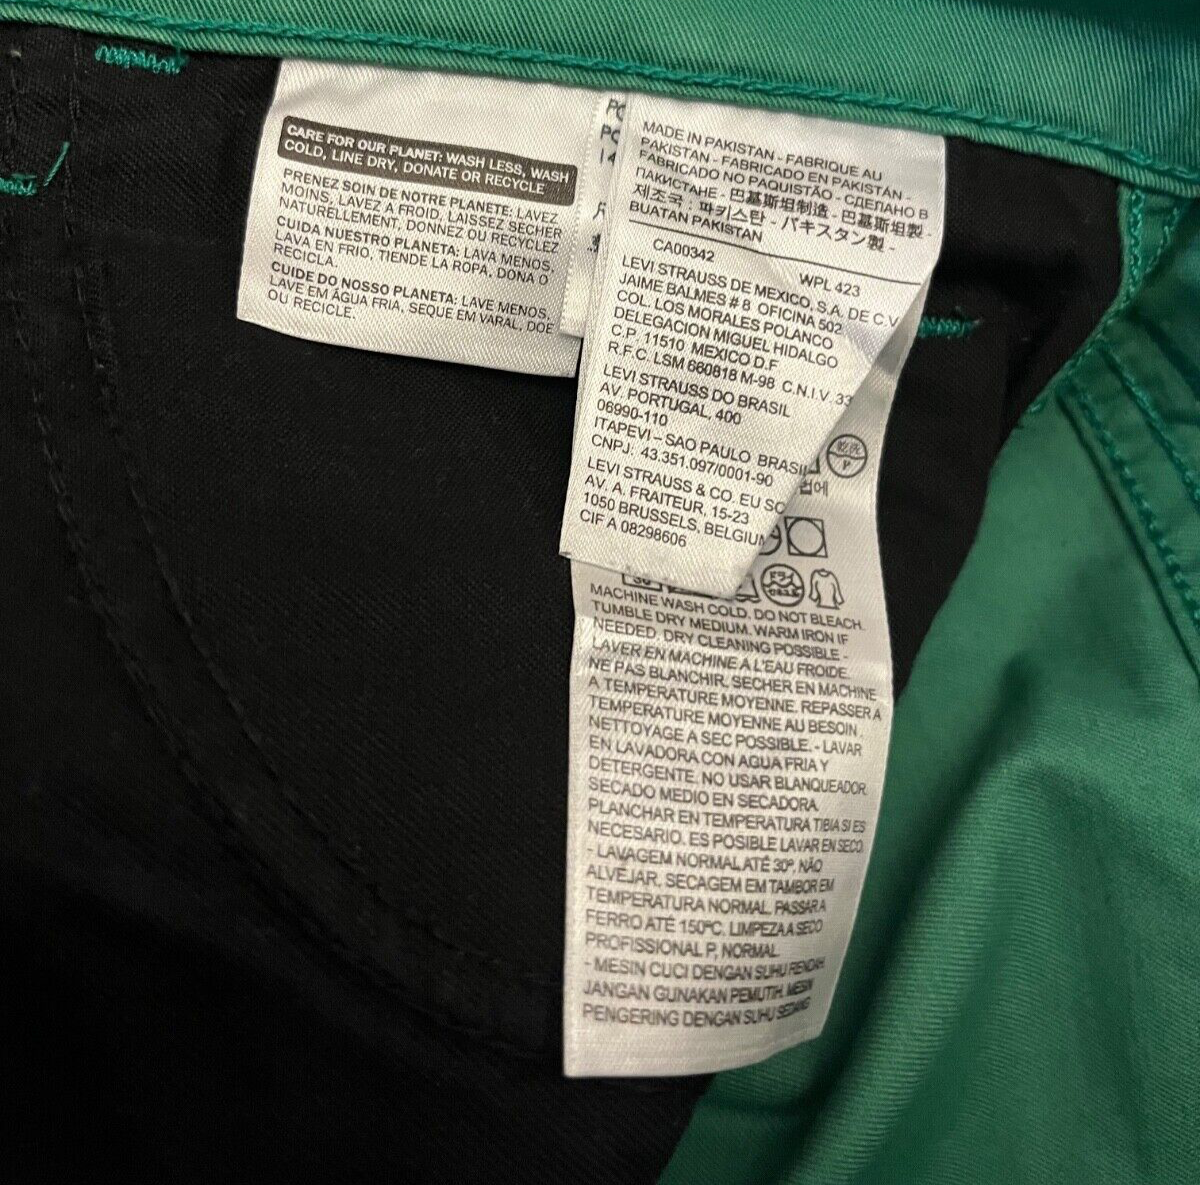 CARE FOR OUR PLANET: WASH LESS, WASH
COLD, LINE DRY, DONATE OR RECYCLE
PRENEZ SOIN DE NOTRE PLANETE: LAVEZ
MOINS, LAVEZ A FROID, LAISSEZ SECHER
NATURELLEMENT, DONNEZ OU RECYCLEZ
CUIDA NUESTRO PLANETA: LAVA MENOS,
LAVA EN FRIO, TIENDE LA ROPA, DONA O
RECICLA
CUIDE DO NOSSO PLANETA: LAVE MENOS,
LAVE EM ÁGUA FRIA, SEQUE EM VARAL, DOE
OU RECICLE.
MADE IN PAKISTAN - FABRIQUE AU
PAKISTAN - FABRICADO EN PAKISTÁN -
FABRICADO NO PAQUISTÃO - СДЕЛАНО В
ПАКИСТАНЕ - 巴基斯坦制造 - 巴基斯坦製 -
제조국 : 파키스탄 - パキスタン製 -
BUATAN PAKISTAN
CA00342 WPL 423
LEVI STRAUSS DE MEXICO, S.A. DE C.V.
JAIME BALMES # 8 OFICINA 502
COL. LOS MORALES POLANCO
DELEGACION MIGUEL HIDALGO
C.P. 11510 MEXICO D.F
R.F.C. LSM 680818 M-98 C.N.I.V. 33
LEVI STRAUSS DO BRASIL
AV. PORTUGAL, 400
06990-110
ITAPEVI – SAO PAULO BRASIL
CNPJ: 43.351.097/0001-90
LEVI STRAUSS & CO. EU SC
AV. A. FRAITEUR, 15-23
1050 BRUSSELS, BELGIUM
CIF A 08298606
P
30
MACHINE WASH COLD. DO NOT BLEACH.
TUMBLE DRY MEDIUM. WARM IRON IF
NEEDED. DRY CLEANING POSSIBLE -
LAVER EN MACHINE A L'EAU FROIDE.
NE PAS BLANCHIR. SECHER EN MACHINE
A TEMPERATURE MOYENNE. REPASSER A
TEMPERATURE MOYENNE AU BESOIN.
NETTOYAGE A SEC POSSIBLE. - LAVAR
EN LAVADORA CON AGUA FRIA Y
DETERGENTE. NO USAR BLANQUEADOR.
SECADO MEDIO EN SECADORA.
PLANCHAR EN TEMPERATURA TIBIA SI ES
NECESARIO. ES POSIBLE LAVAR EN SECO.
- LAVAGEM NORMAL ATÉ 30º. NÃO
ALVEJAR. SECAGEM EM TAMBOR EM
TEMPERATURA NORMAL. PASSAR A
FERRO ATÉ 150ºC. LIMPEZA A SECO
PROFISSIONAL P, NORMAL
- MESIN CUCI DENGAN SUHU RENDAH
JANGAN GUNAKAN PEMUTIH. MESIN
PENGERING DENGAN SUHU SEDANG